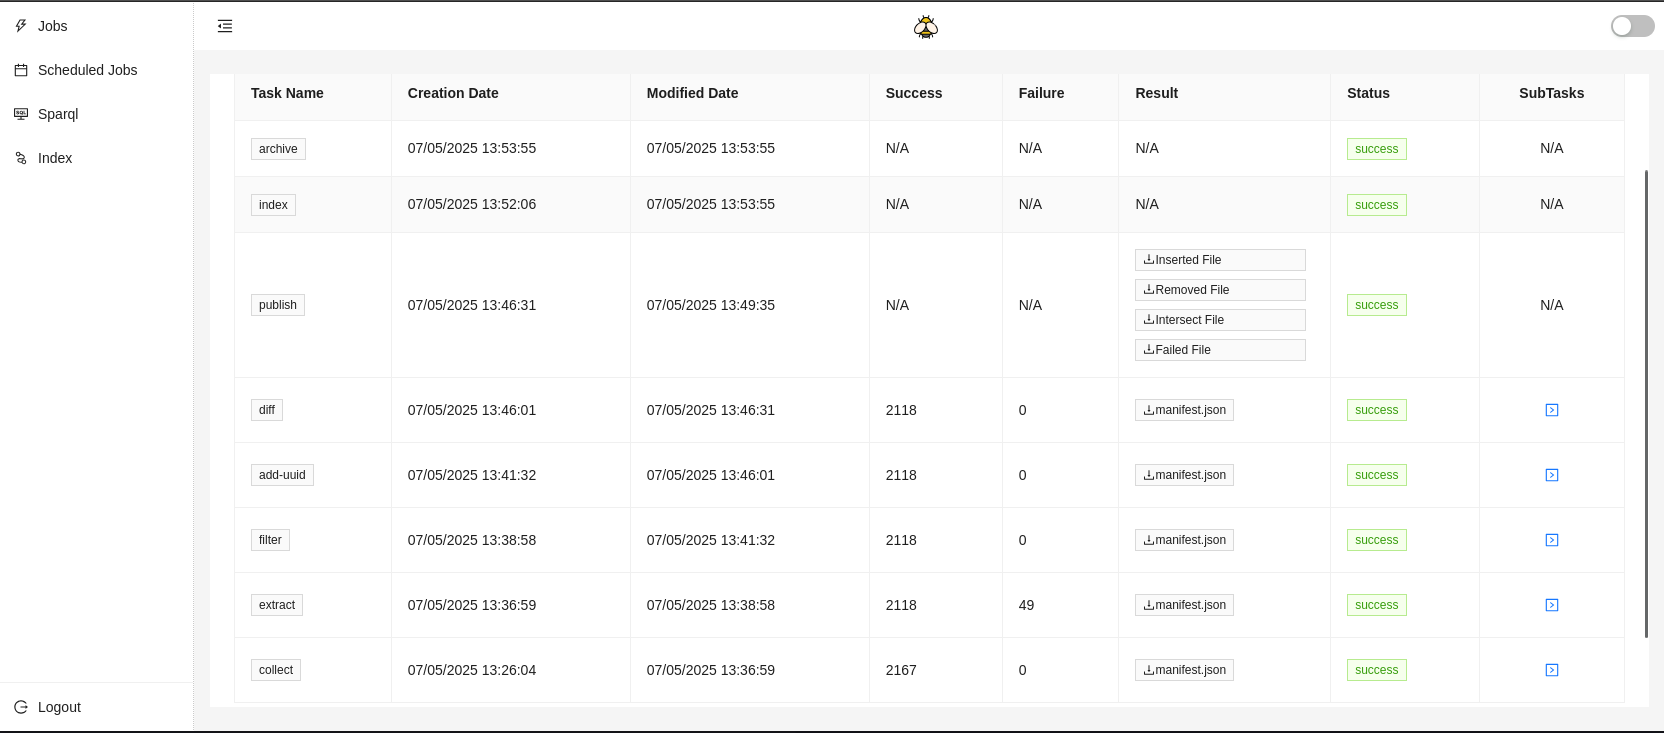 Jobs
Scheduled Jobs
Sparql
Index
Logout
Task Name Creation Date Modified Date Success Failure Result Status SubTasks
archive 07/05/2025 13:53:55 07/05/2025 13:53:55 N/A N/A N/A success N/A
index 07/05/2025 13:52:06 07/05/2025 13:53:55 N/A N/A N/A success N/A
Inserted File
Removed File
publish 07/05/2025 13:46:31 07/05/2025 13:49:35 N/A N/A success N/A
Intersect File
Failed File
diff 07/05/2025 13:46:01 07/05/2025 13:46:31 2118 0 manifest.json success
add-uuid 07/05/2025 13:41:32 07/05/2025 13:46:01 2118 0 manifest.json success
filter 07/05/2025 13:38:58 07/05/2025 13:41:32 2118 0 manifest.json success
extract 07/05/2025 13:36:59 07/05/2025 13:38:58 2118 49 manifest.json success
collect 07/05/2025 13:26:04 07/05/2025 13:36:59 2167 0 manifest.json success